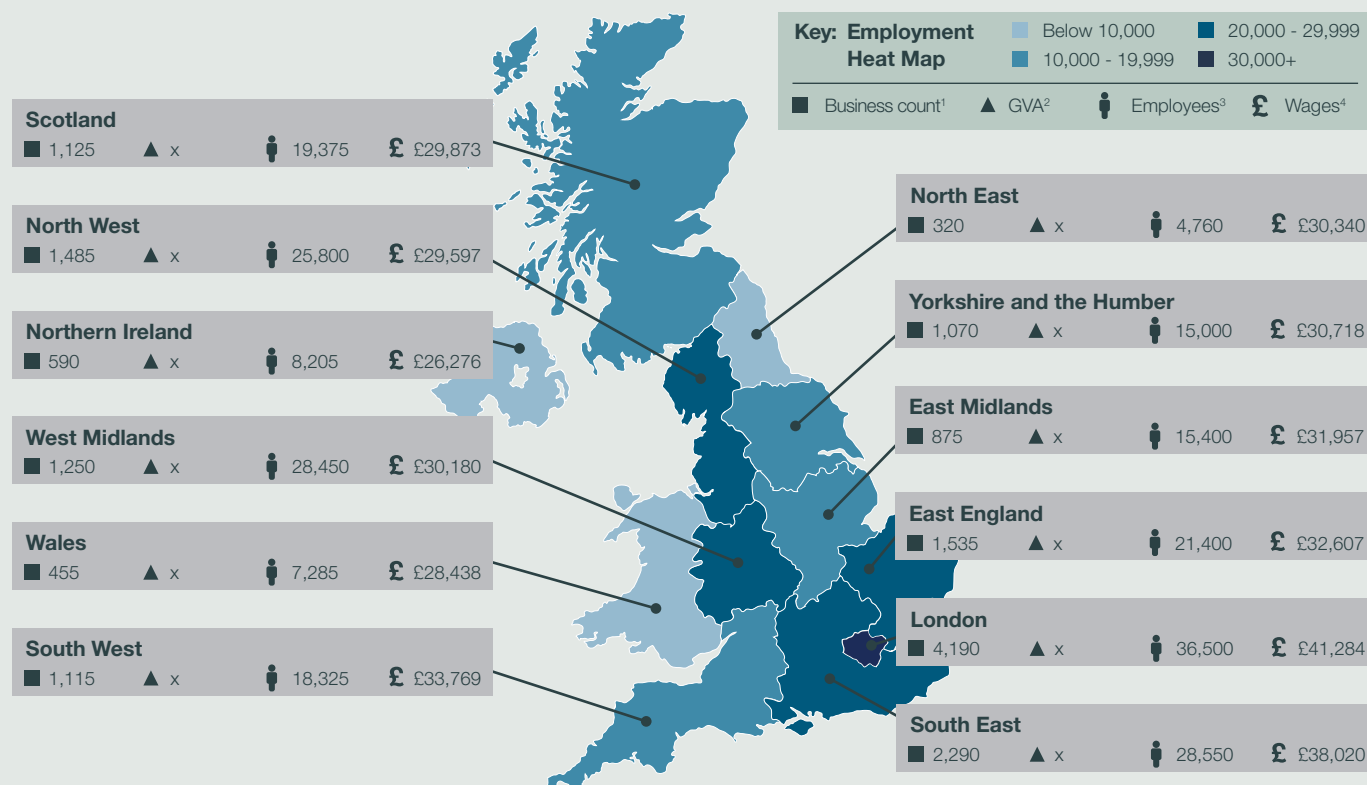 Key: Employment Heat Map
Below 10,000
10,000 - 19,999
20,000 - 29,999
30,000+
Business count¹ GVA² Employees³ £ Wages⁴
Scotland
1,125 x 19,375 £ £29,873
North West
1,485 x 25,800 £ £29,597
Northern Ireland
590 x 8,205 £ £26,276
West Midlands
1,250 x 28,450 £ £30,180
Wales
455 x 7,285 £ £28,438
South West
1,115 x 18,325 £ £33,769
North East
320 x 4,760 £ £30,340
Yorkshire and the Humber
1,070 x 15,000 £ £30,718
East Midlands
875 x 15,400 £ £31,957
East England
1,535 x 21,400 £ £32,607
London
4,190 x 36,500 £ £41,284
South East
2,290 x 28,550 £ £38,020